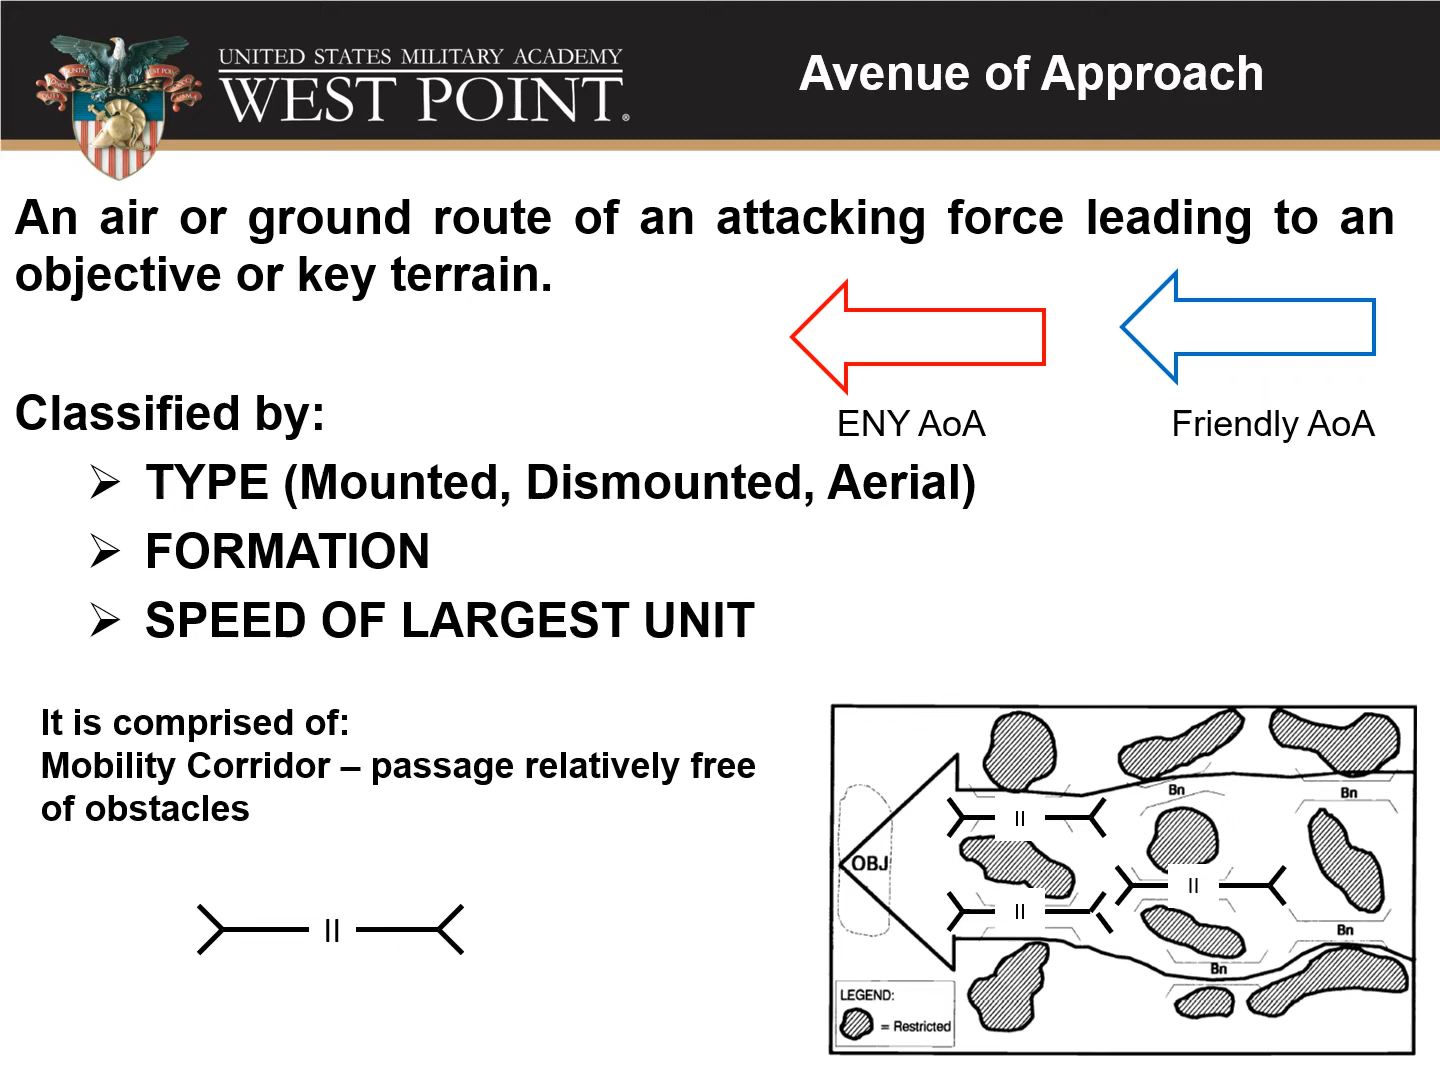 UNITED STATES MILITARY ACADEMY
WEST POINT®
Avenue of Approach
An air or ground route of an attacking force leading to an
objective or key terrain.
ENY AoA
Friendly AoA
Classified by:
TYPE (Mounted, Dismounted, Aerial)
FORMATION
SPEED OF LARGEST UNIT
It is comprised of:
Mobility Corridor – passage relatively free
of obstacles
II
Bn
Bn
II
OBJ
II
II
Bn
Bn
LEGEND:
= Restricted